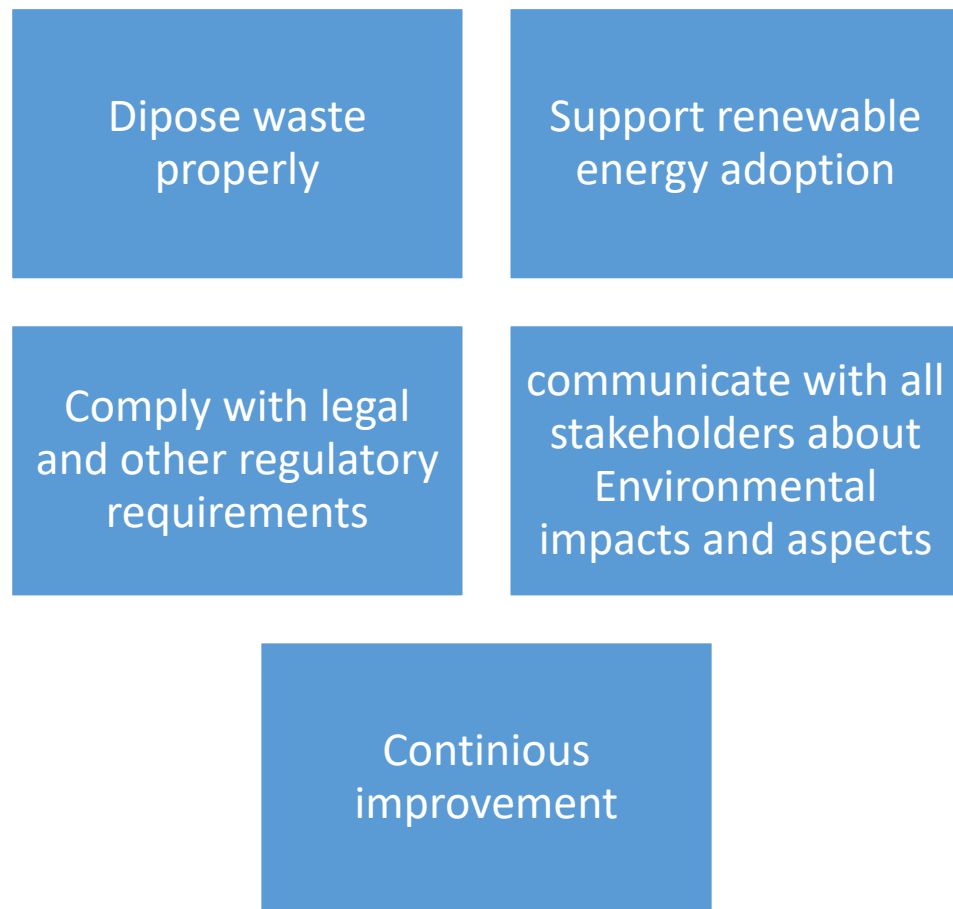 Dipose waste
properly
Support renewable
energy adoption
Comply with legal
and other regulatory
requirements
communicate with all
stakeholders about
Environmental
impacts and aspects
Continious
improvement